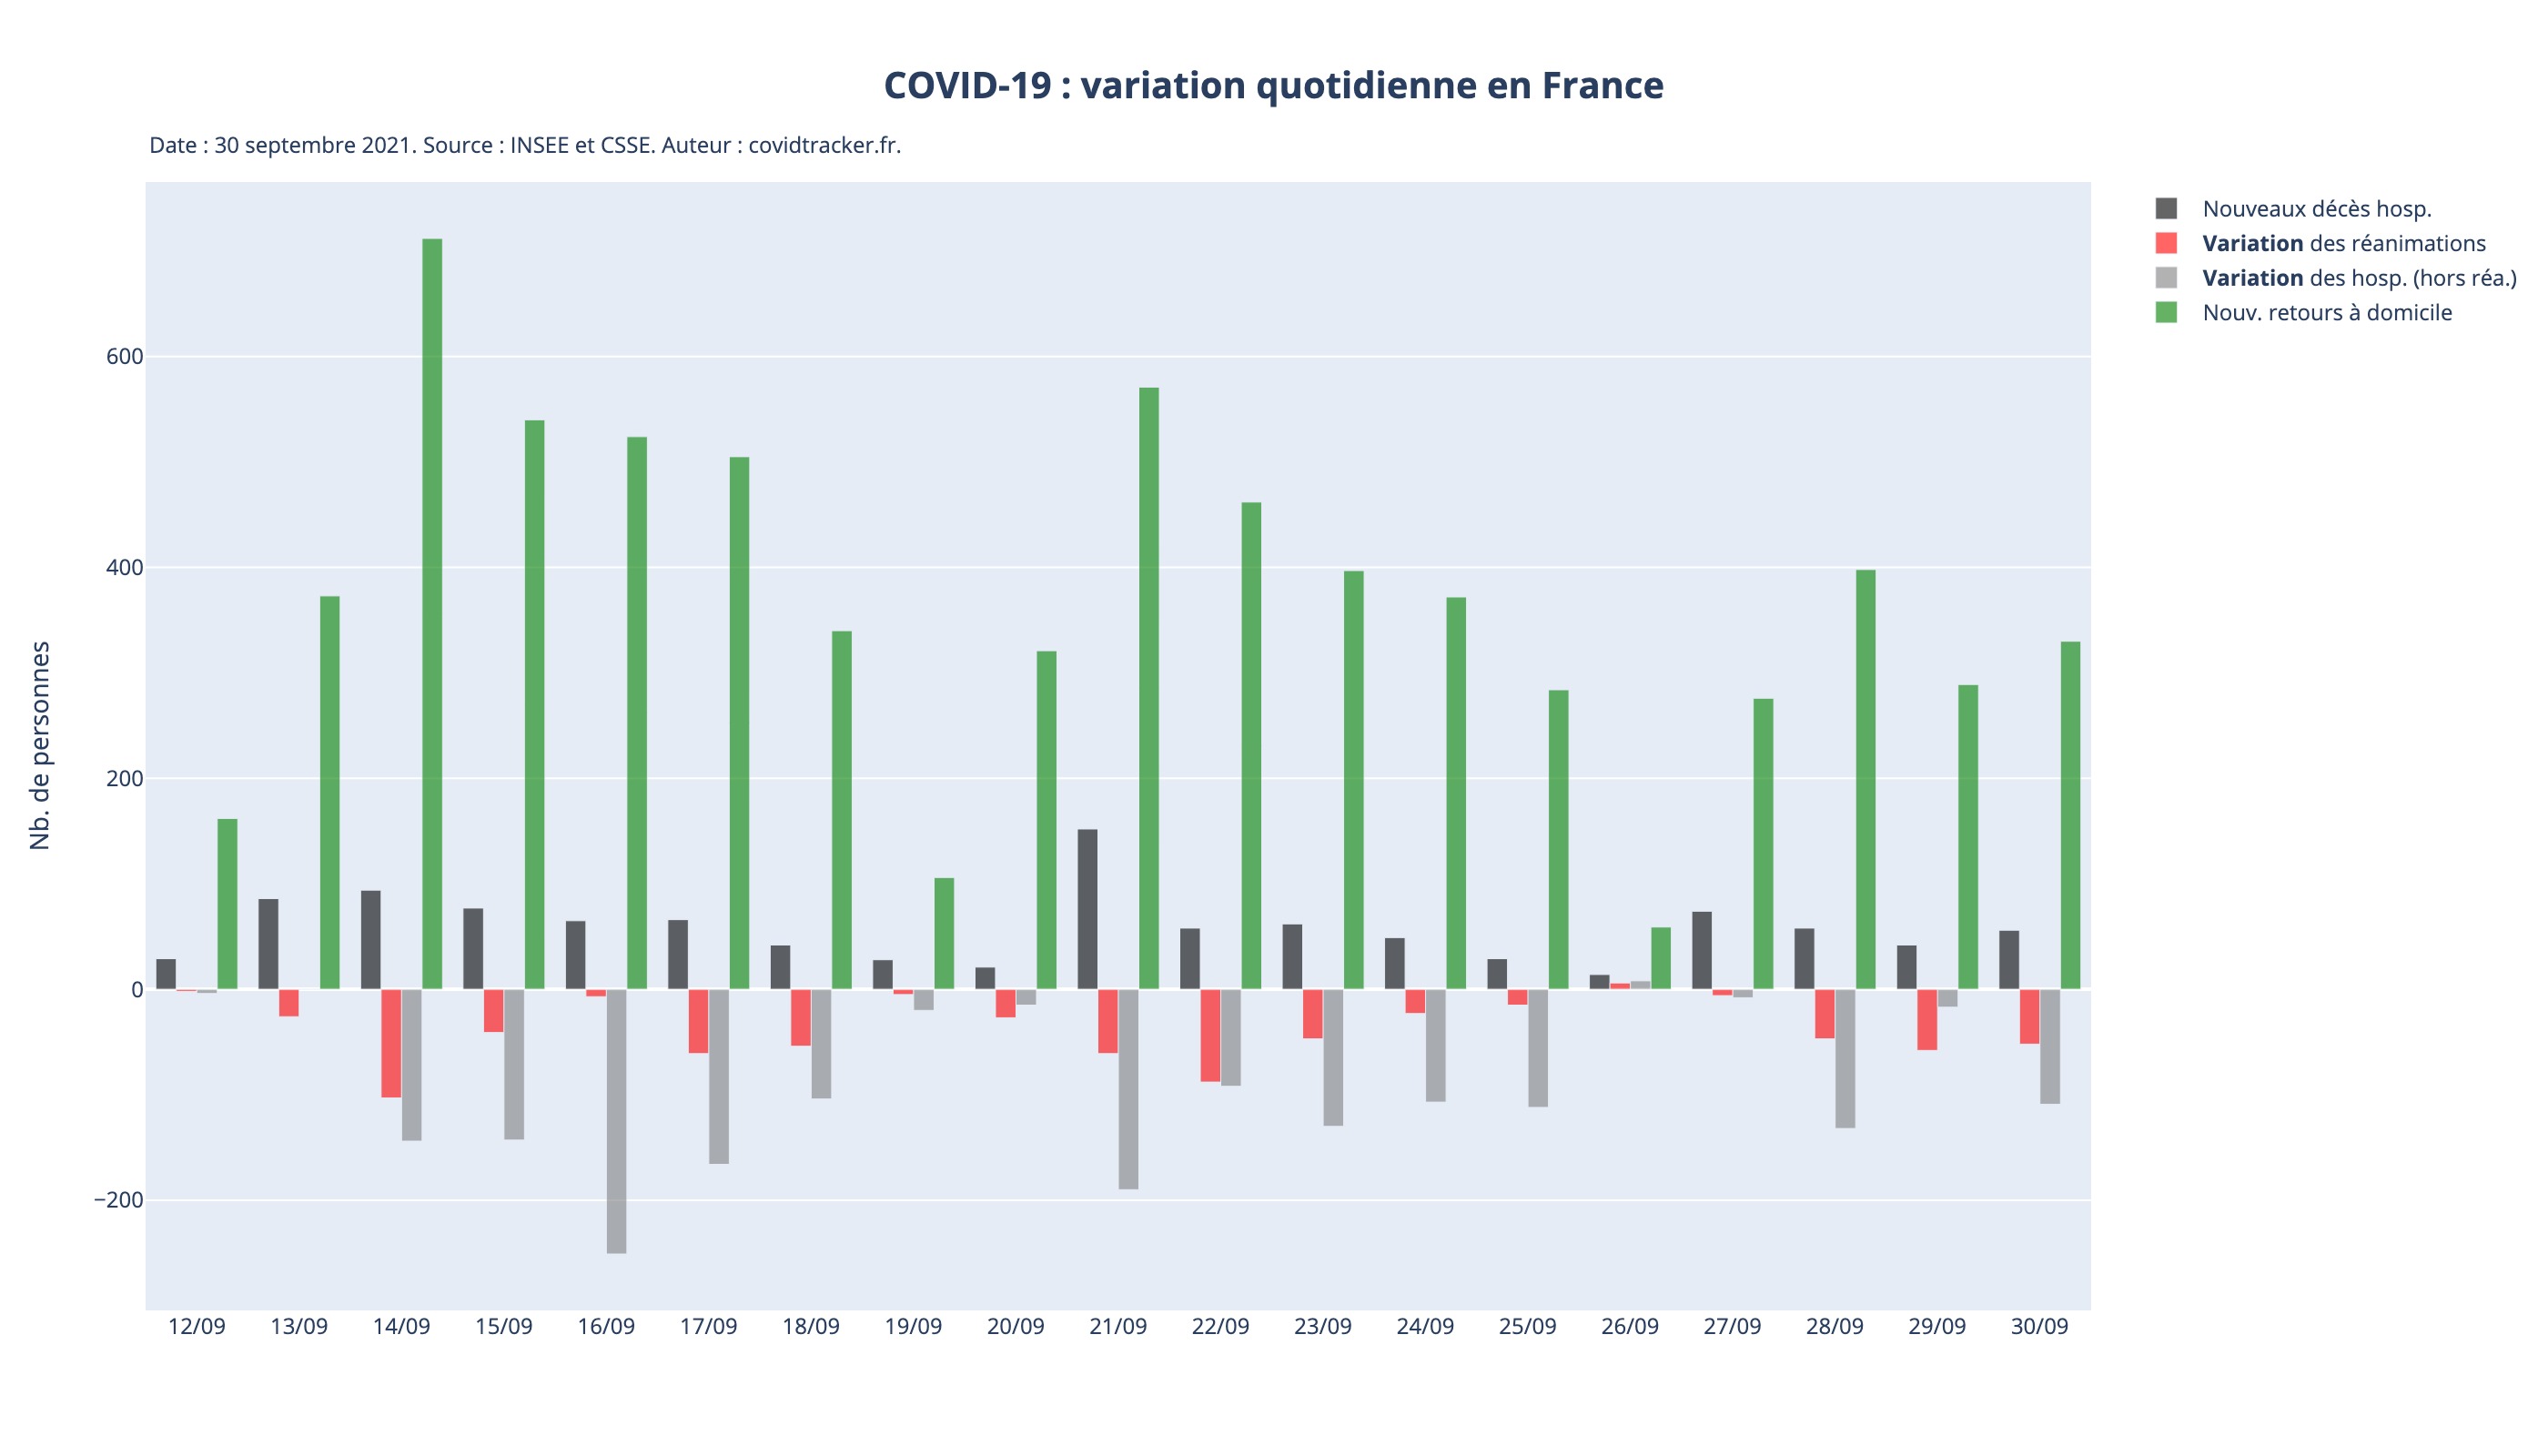 COVID-19 : variation quotidienne en France
Date : 30 septembre 2021. Source : INSEE et CSSE. Auteur : covidtracker.fr.
Nouveaux décès hosp.
Variation des réanimations
Variation des hosp. (hors réa.)
Nouv. retours à domicile
Nb. de personnes
600
400
200
0
−200
12/09 13/09 14/09 15/09 16/09 17/09 18/09 19/09 20/09 21/09 22/09 23/09 24/09 25/09 26/09 27/09 28/09 29/09 30/09